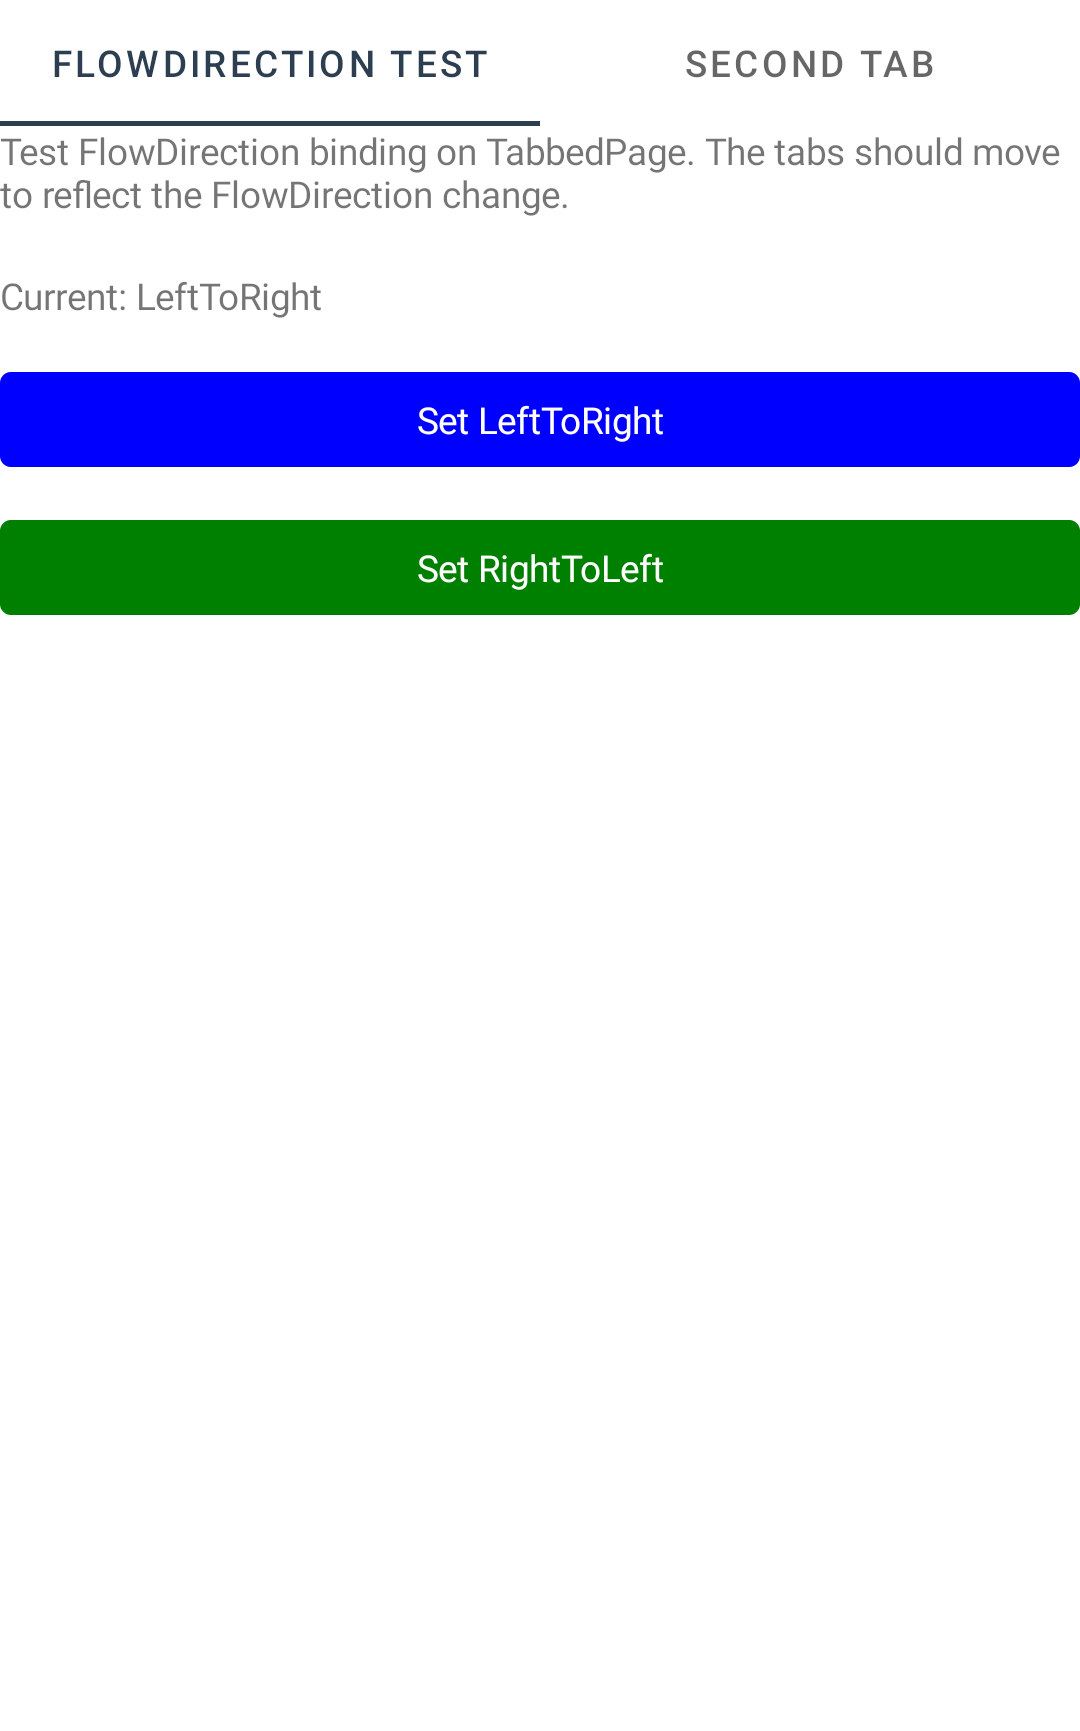 FLOWDIRECTION TEST
SECOND TAB
Test FlowDirection binding on TabbedPage. The tabs should move
to reflect the FlowDirection change.
Current: LeftToRight
Set LeftToRight
Set RightToLeft